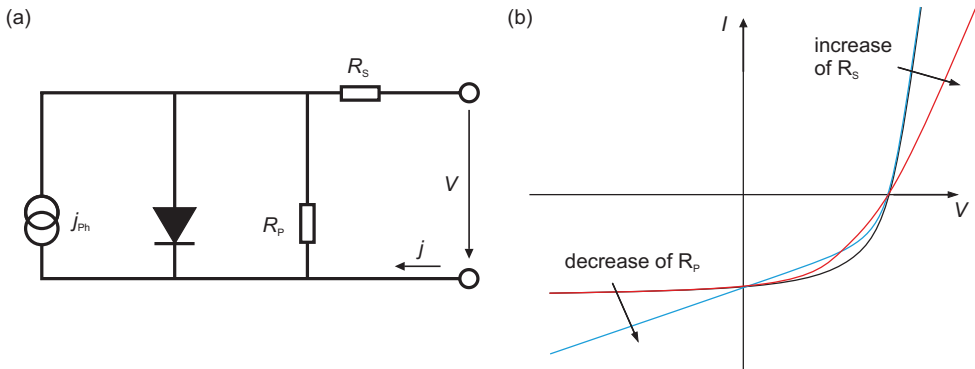 (a)
R_S
j_Ph
R_P
V
j
(b)
I
increase
of R_S
V
decrease of R_P